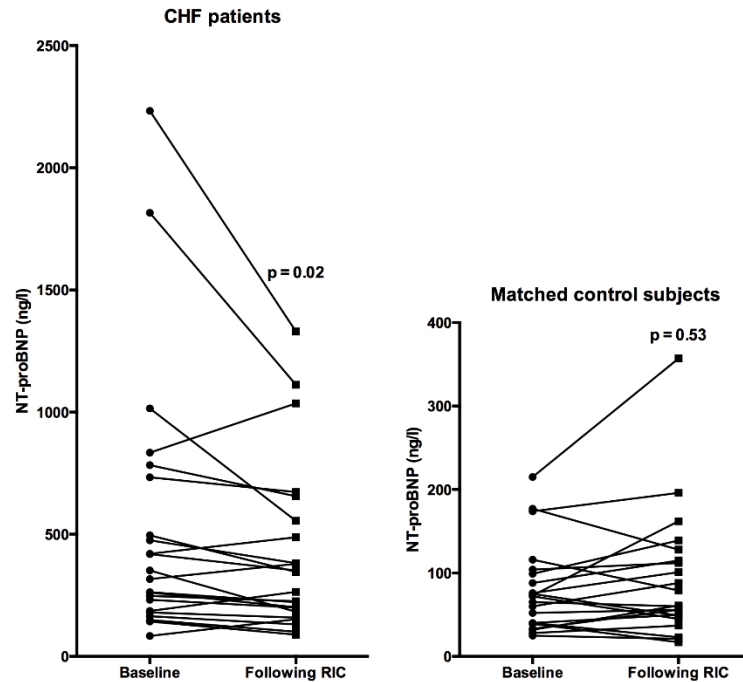 CHF patients
2500
2000
1500
1000
500
0
NT-proBNP (ng/l)
p = 0.02
Baseline
Following RIC
Matched control subjects
400
300
200
100
0
NT-proBNP (ng/l)
p = 0.53
Baseline
Following RIC